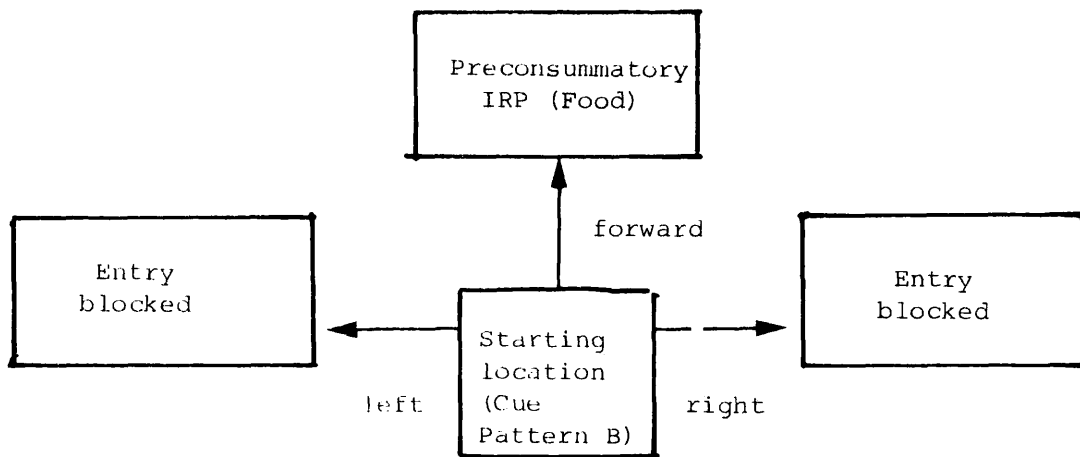 Preconsummatory
IRP (Food)
forward
Entry
blocked
Entry
blocked
Starting
location
(Cue
Pattern B)
left
right